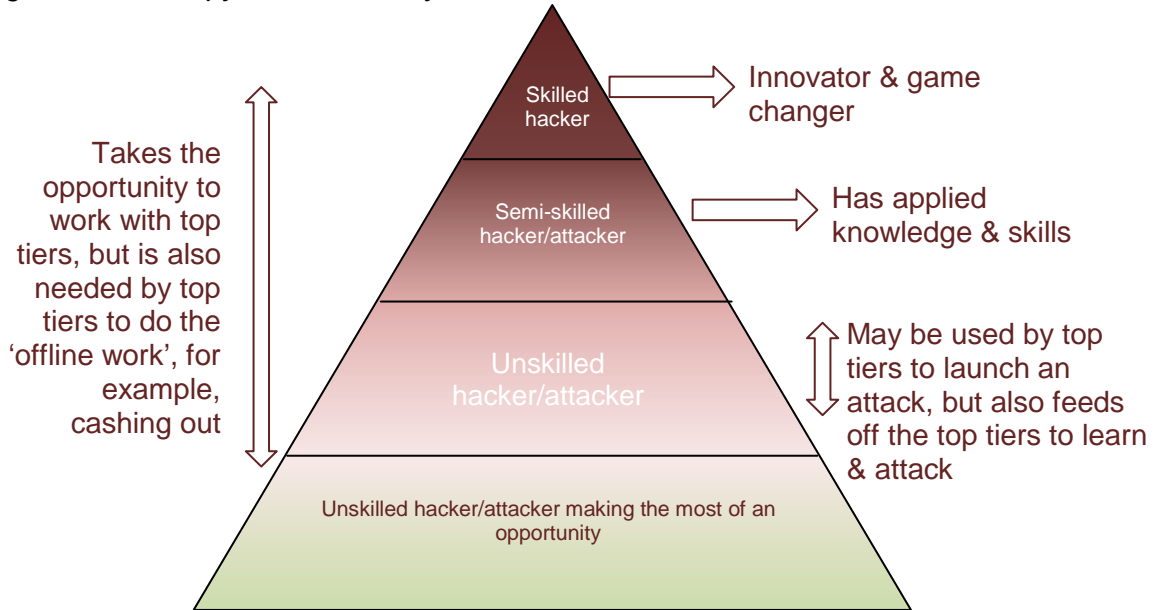 Skilled
hacker
Innovator & game
changer
Takes the
opportunity to
work with top
tiers, but is also
needed by top
tiers to do the
‘offline work’, for
example,
cashing out
Semi-skilled
hacker/attacker
Has applied
knowledge & skills
Unskilled
hacker/attacker
May be used by top
tiers to launch an
attack, but also feeds
off the top tiers to learn
& attack
Unskilled hacker/attacker making the most of an
opportunity